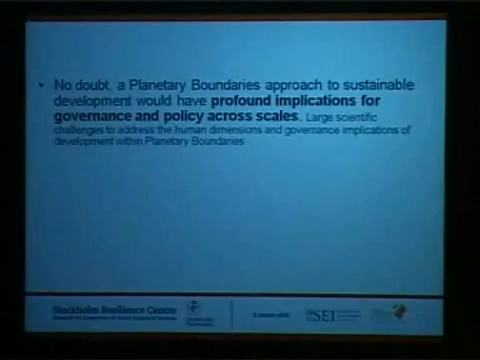 • No doubt, a Planetary Boundaries approach to sustainable
development would have profound implications for
governance and policy across scales. Large scientific
challenges to address the human dimensions and governance implications of
development within Planetary Boundaries
Stockholm Resilience Centre
SEI